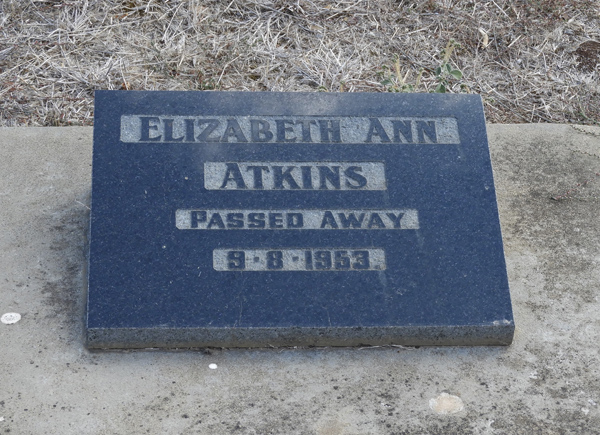 ELIZABETH ANN
ATKINS
PASSED AWAY
9·8·1953.